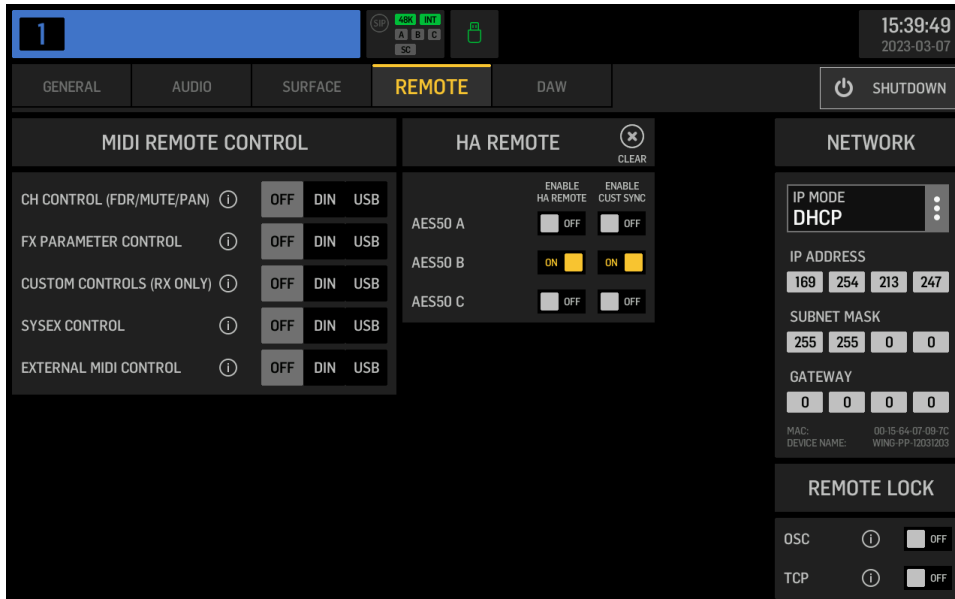 1
SIP
48K INT
A B C
SC
15:39:49
2023-03-07
GENERAL AUDIO SURFACE REMOTE DAW
SHUTDOWN
MIDI REMOTE CONTROL
CH CONTROL (FDR/MUTE/PAN) i OFF DIN USB
FX PARAMETER CONTROL i OFF DIN USB
CUSTOM CONTROLS (RX ONLY) i OFF DIN USB
SYSEX CONTROL i OFF DIN USB
EXTERNAL MIDI CONTROL i OFF DIN USB
HA REMOTE
CLEAR
ENABLE ENABLE
HA REMOTE CUST SYNC
AES50 A OFF OFF
AES50 B ON ON
AES50 C OFF OFF
NETWORK
IP MODE
DHCP
IP ADDRESS
169 254 213 247
SUBNET MASK
255 255 0 0
GATEWAY
0 0 0 0
MAC: 00-15-64-07-09-7C
DEVICE NAME: WING-PP-12031203
REMOTE LOCK
OSC i OFF
TCP i OFF